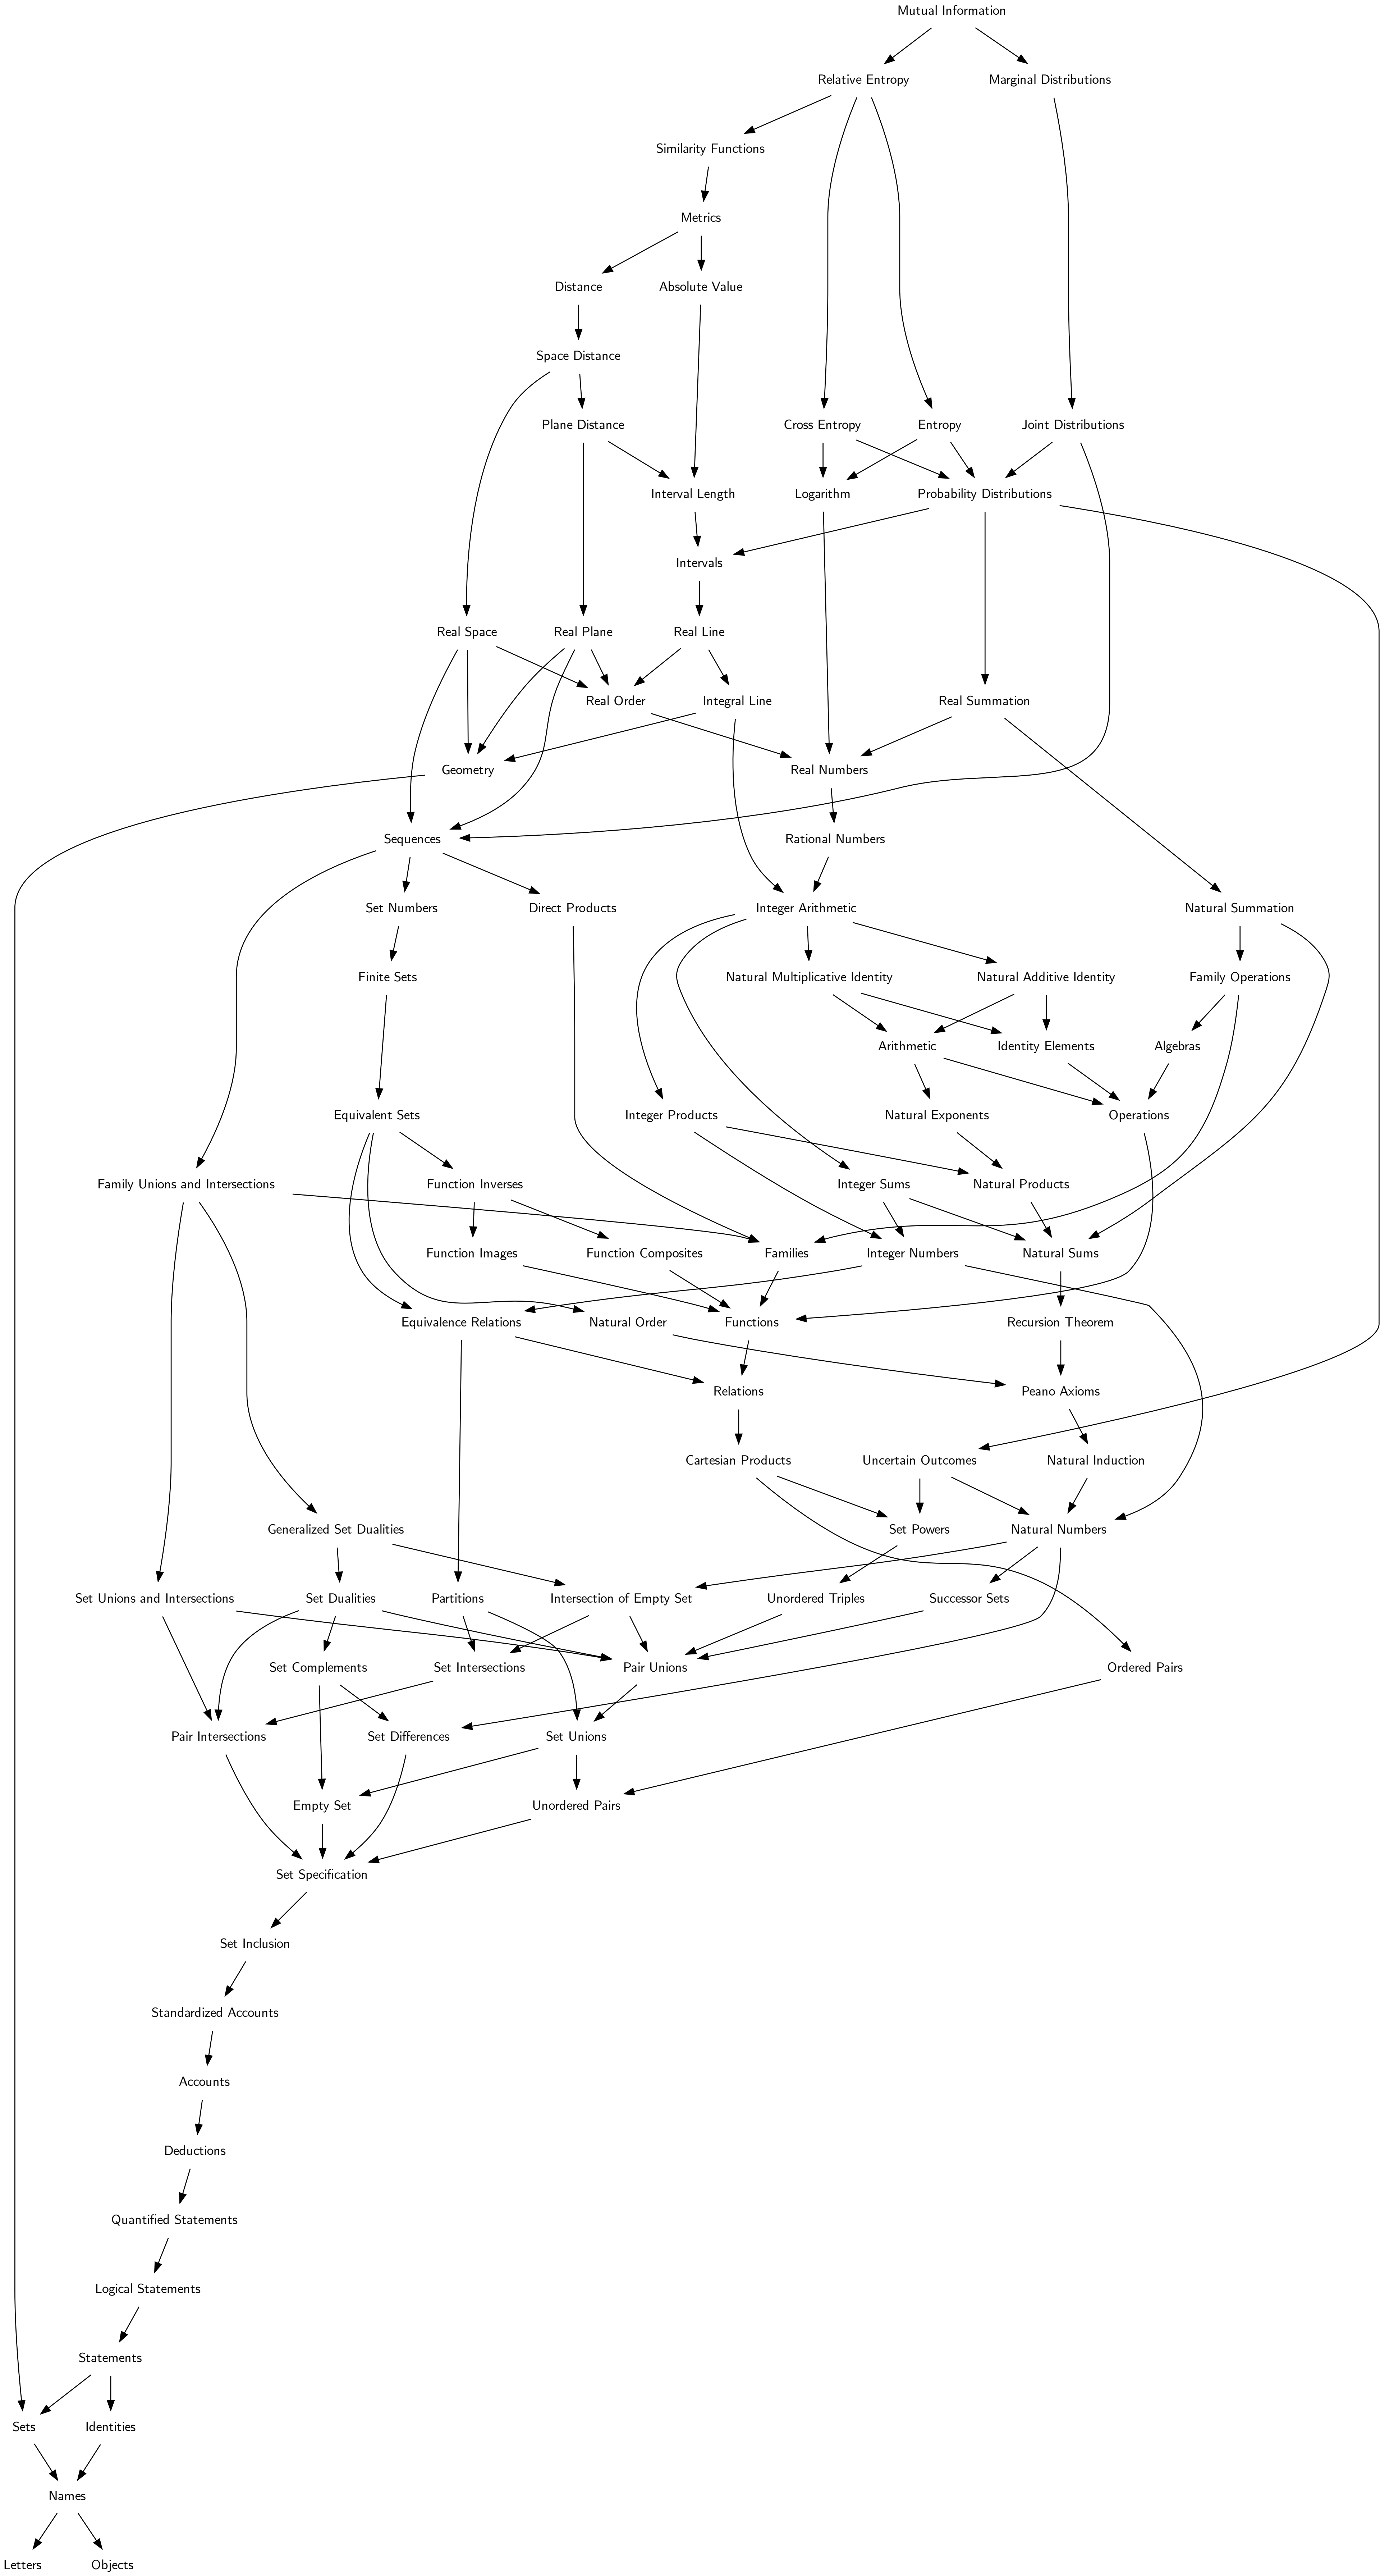 Mutual Information
Relative Entropy
Marginal Distributions
Similarity Functions
Metrics
Distance
Absolute Value
Space Distance
Plane Distance
Cross Entropy
Entropy
Joint Distributions
Interval Length
Logarithm
Probability Distributions
Intervals
Real Space
Real Plane
Real Line
Real Order
Integral Line
Real Summation
Geometry
Real Numbers
Sequences
Rational Numbers
Set Numbers
Direct Products
Integer Arithmetic
Natural Summation
Finite Sets
Natural Multiplicative Identity
Natural Additive Identity
Family Operations
Arithmetic
Identity Elements
Algebras
Equivalent Sets
Integer Products
Natural Exponents
Operations
Family Unions and Intersections
Function Inverses
Integer Sums
Natural Products
Function Images
Function Composites
Families
Integer Numbers
Natural Sums
Equivalence Relations
Natural Order
Functions
Recursion Theorem
Relations
Peano Axioms
Cartesian Products
Uncertain Outcomes
Natural Induction
Generalized Set Dualities
Set Powers
Natural Numbers
Set Unions and Intersections
Set Dualities
Partitions
Intersection of Empty Set
Unordered Triples
Successor Sets
Set Complements
Set Intersections
Pair Unions
Ordered Pairs
Pair Intersections
Set Differences
Set Unions
Empty Set
Unordered Pairs
Set Specification
Set Inclusion
Standardized Accounts
Accounts
Deductions
Quantified Statements
Logical Statements
Statements
Sets
Identities
Names
Letters
Objects